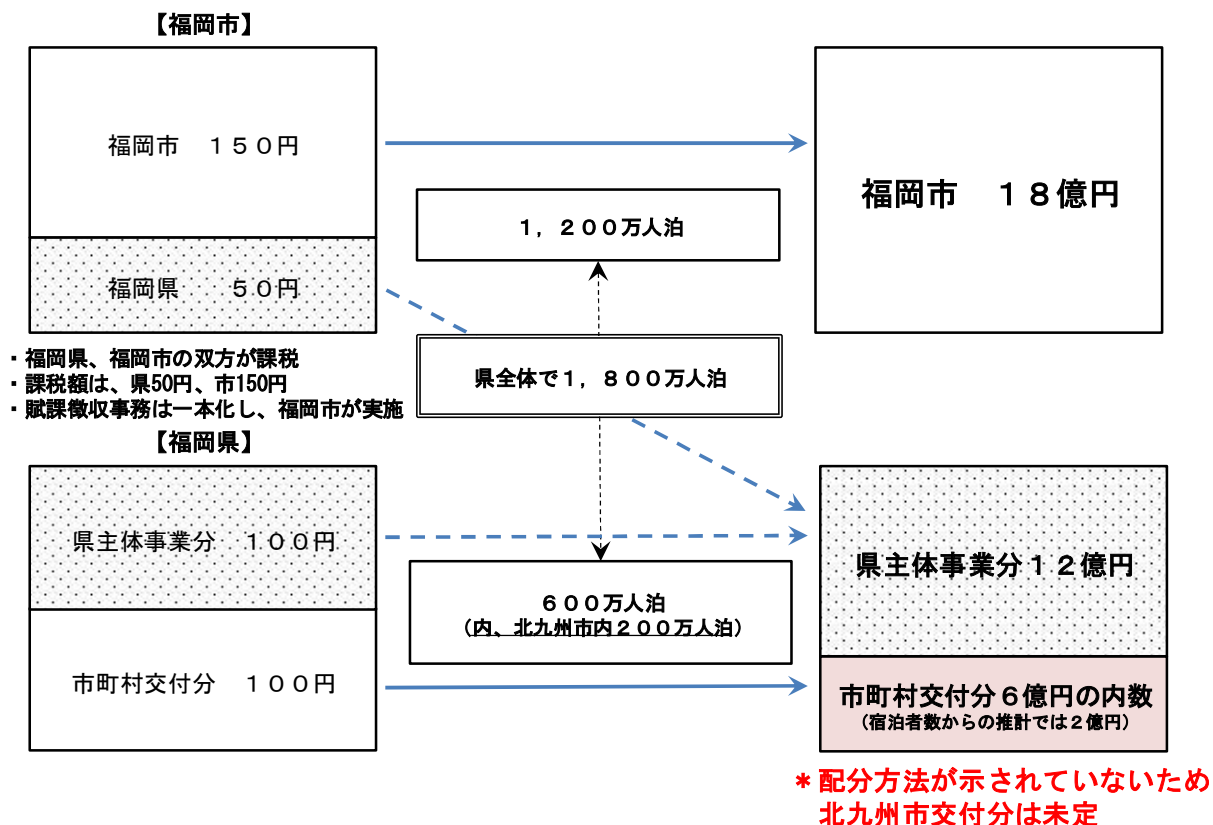 【福岡市】
福岡市　１５０円
福岡県　　５０円
１，２００万人泊
福岡市　１８億円
県全体で１，８００万人泊
・福岡県、福岡市の双方が課税
・課税額は、県50円、市150円
・賦課徴収事務は一本化し、福岡市が実施
【福岡県】
県主体事業分　１００円
市町村交付分　１００円
６００万人泊
（内、北九州市内２００万人泊）
県主体事業分１２億円
市町村交付分６億円の内数
（宿泊者数からの推計では２億円）
＊配分方法が示されていないため
北九州市交付分は未定